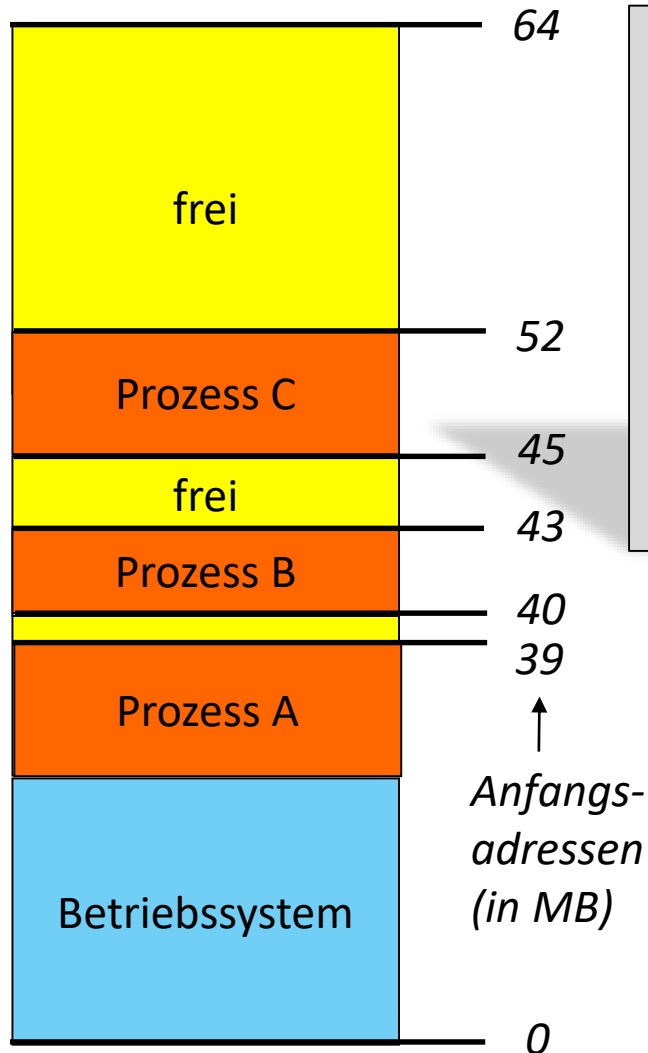 64
frei
52
Prozess C
45
frei
43
Prozess B
40
39
Prozess A
Anfangs-
adressen
(in MB)
Betriebssystem
0